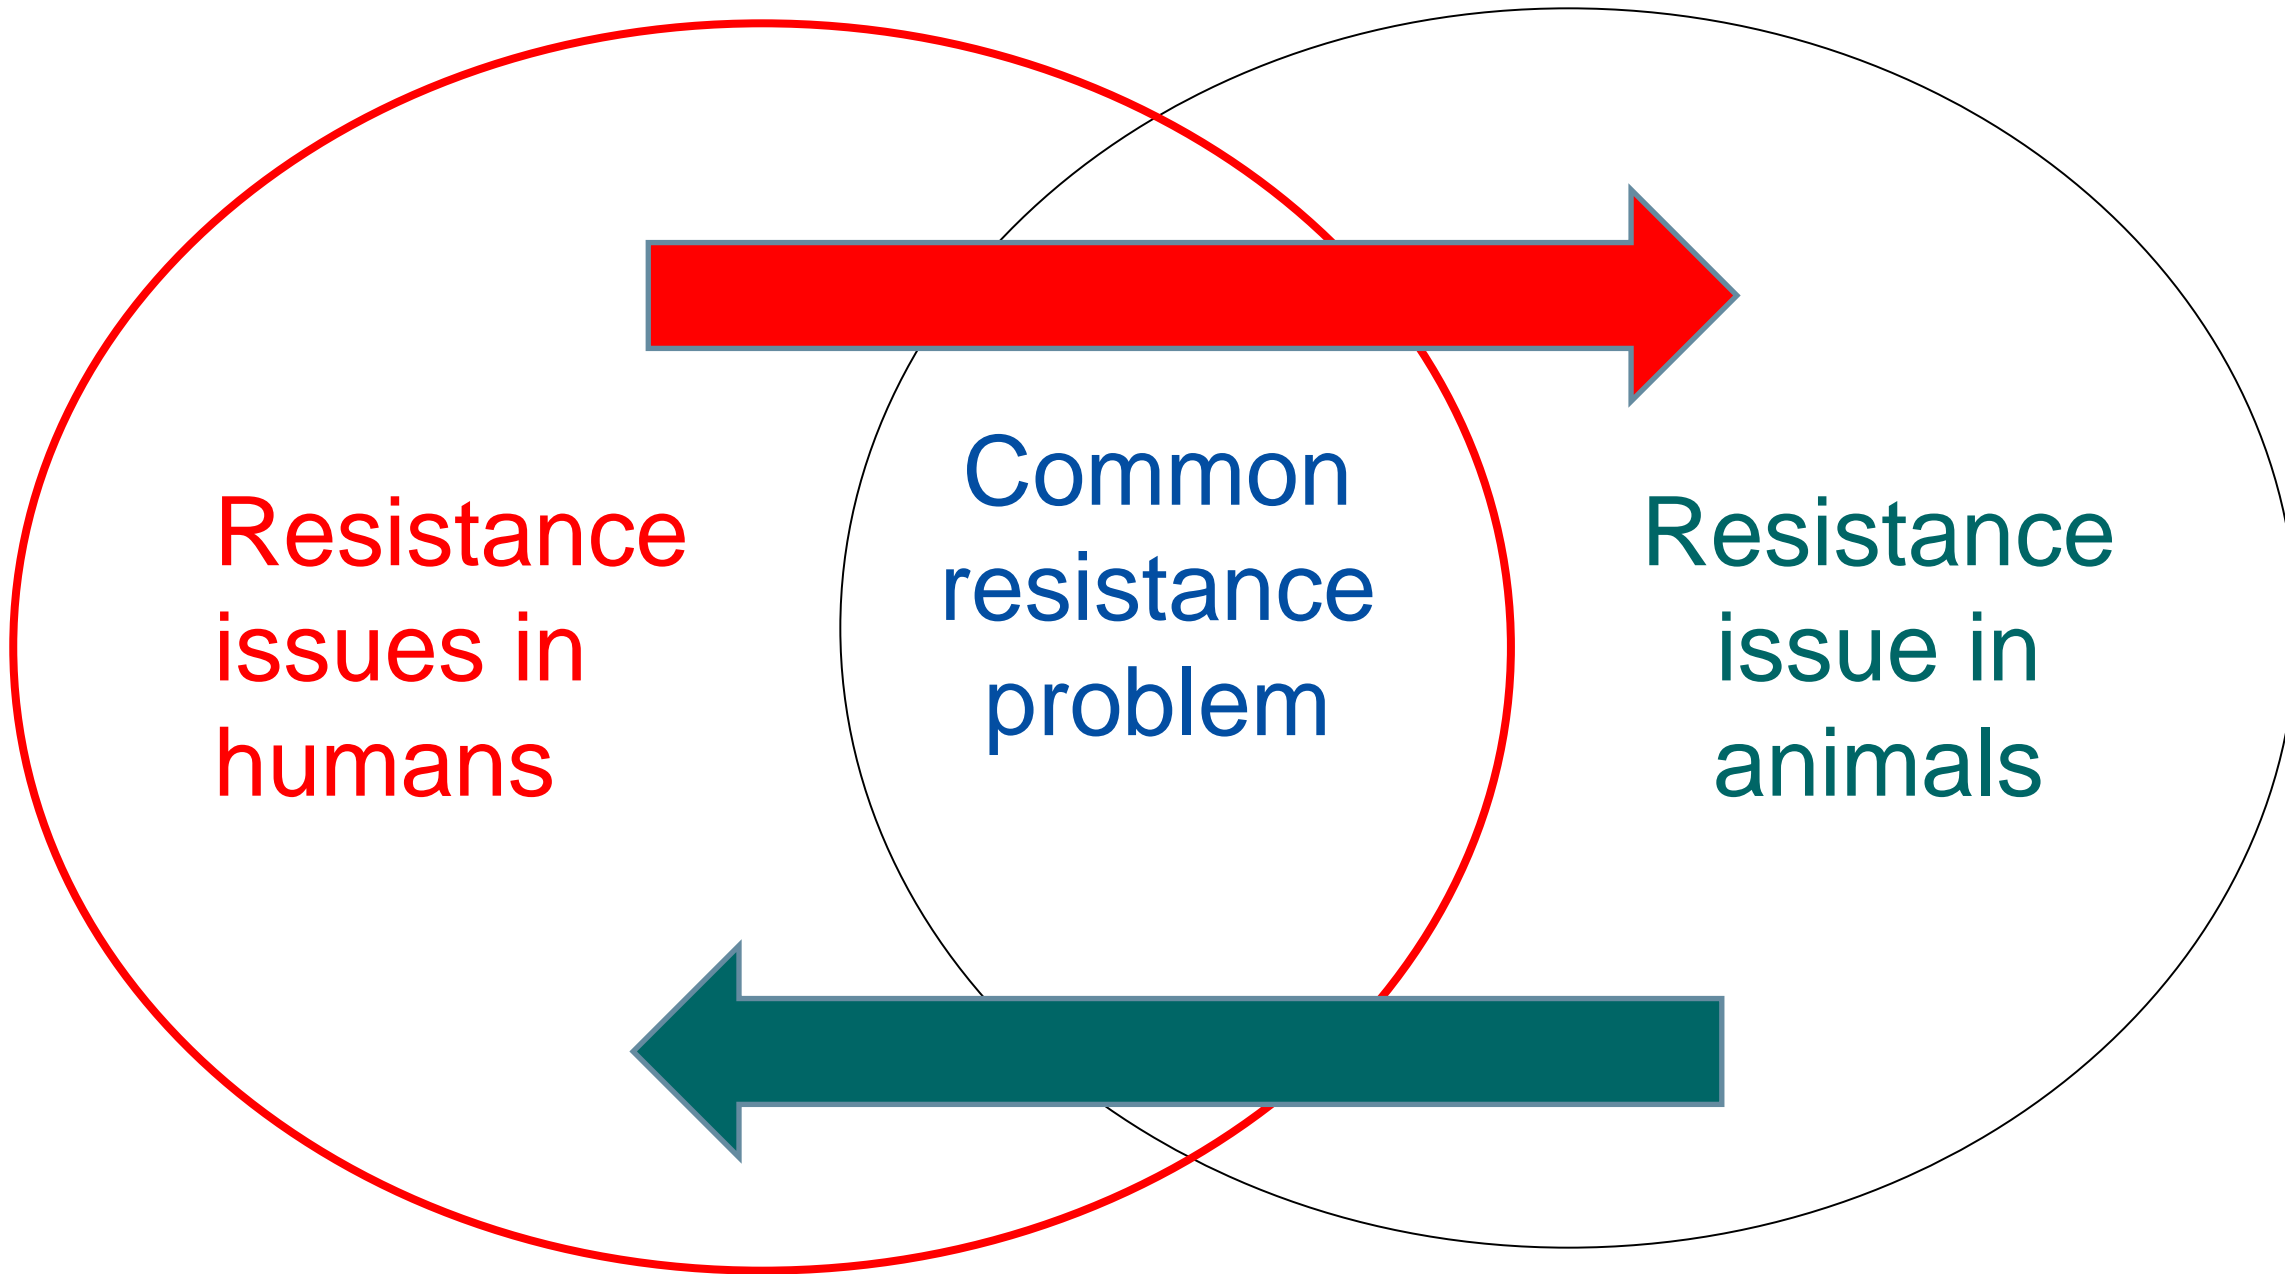 Resistance
issues in
humans
Common
resistance
problem
Resistance
issue in
animals